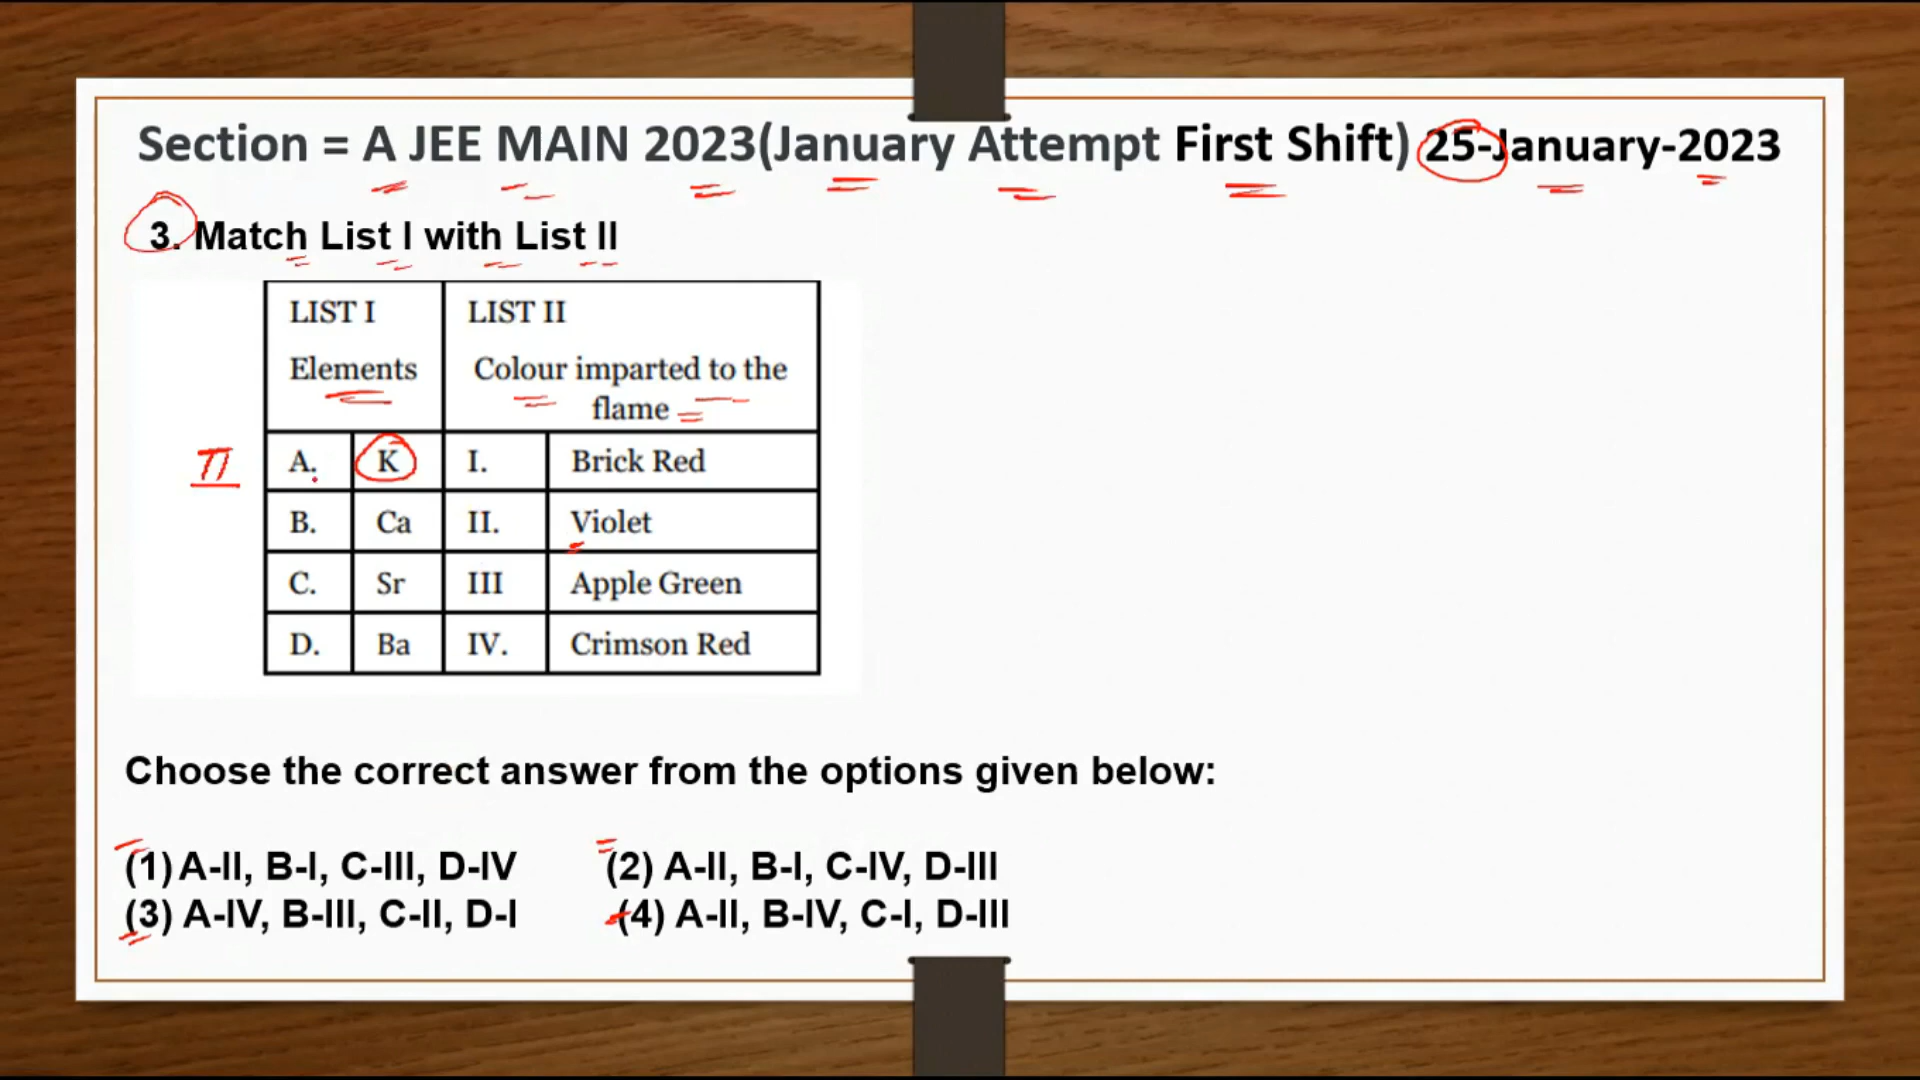 Section = A JEE MAIN 2023(January Attempt First Shift) 25-January-2023
3. Match List I with List II
LIST I LIST II
Elements Colour imparted to the
flame
II A. K I. Brick Red
B. Ca II. Violet
C. Sr III Apple Green
D. Ba IV. Crimson Red
Choose the correct answer from the options given below:
(1) A-II, B-I, C-III, D-IV (2) A-II, B-I, C-IV, D-III
(3) A-IV, B-III, C-II, D-I (4) A-II, B-IV, C-I, D-III